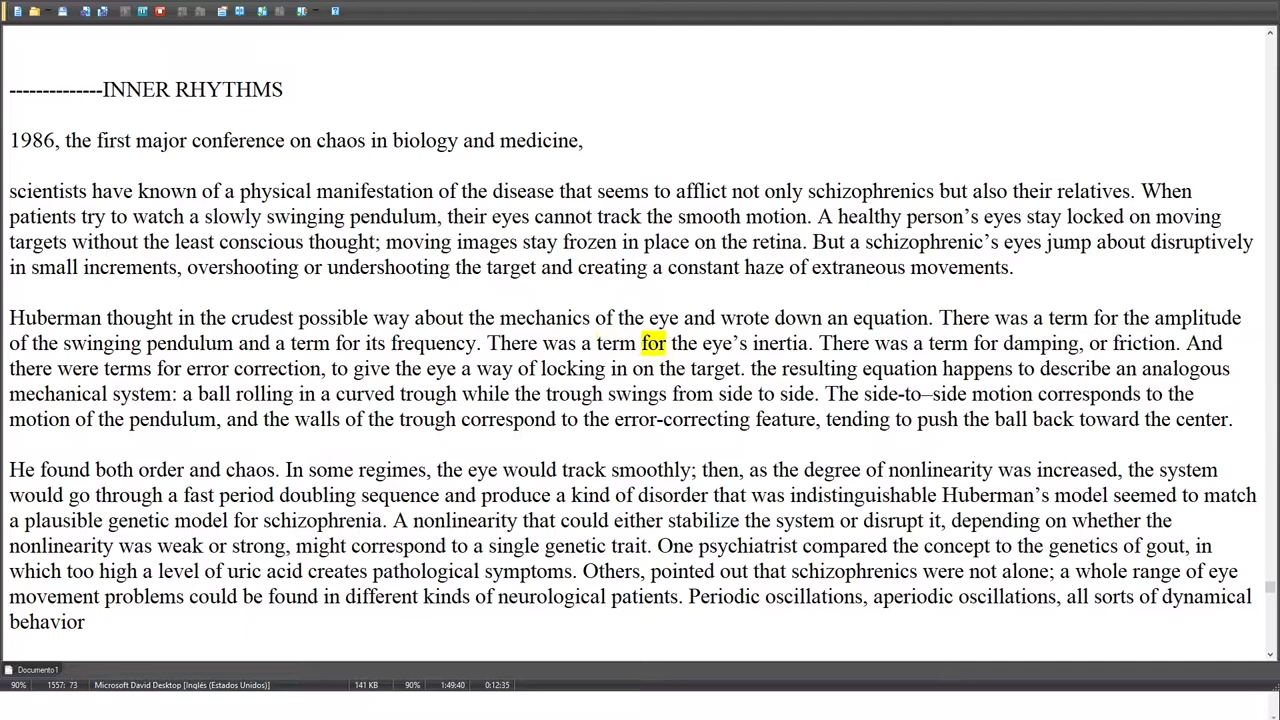 --------------INNER RHYTHMS
1986, the first major conference on chaos in biology and medicine,
scientists have known of a physical manifestation of the disease that seems to afflict not only schizophrenics but also their relatives. When
patients try to watch a slowly swinging pendulum, their eyes cannot track the smooth motion. A healthy person’s eyes stay locked on moving
targets without the least conscious thought; moving images stay frozen in place on the retina. But a schizophrenic’s eyes jump about disruptively
in small increments, overshooting or undershooting the target and creating a constant haze of extraneous movements.
Huberman thought in the crudest possible way about the mechanics of the eye and wrote down an equation. There was a term for the amplitude
of the swinging pendulum and a term for its frequency. There was a term for the eye’s inertia. There was a term for damping, or friction. And
there were terms for error correction, to give the eye a way of locking in on the target. the resulting equation happens to describe an analogous
mechanical system: a ball rolling in a curved trough while the trough swings from side to side. The side-to–side motion corresponds to the
motion of the pendulum, and the walls of the trough correspond to the error-correcting feature, tending to push the ball back toward the center.
He found both order and chaos. In some regimes, the eye would track smoothly; then, as the degree of nonlinearity was increased, the system
would go through a fast period doubling sequence and produce a kind of disorder that was indistinguishable Huberman’s model seemed to match
a plausible genetic model for schizophrenia. A nonlinearity that could either stabilize the system or disrupt it, depending on whether the
nonlinearity was weak or strong, might correspond to a single genetic trait. One psychiatrist compared the concept to the genetics of gout, in
which too high a level of uric acid creates pathological symptoms. Others, pointed out that schizophrenics were not alone; a whole range of eye
movement problems could be found in different kinds of neurological patients. Periodic oscillations, aperiodic oscillations, all sorts of dynamical
behavior
Documento1
90% 1557: 73 Microsoft David Desktop [Inglés (Estados Unidos)] 141 KB 90% 1:49:40 0:12:35